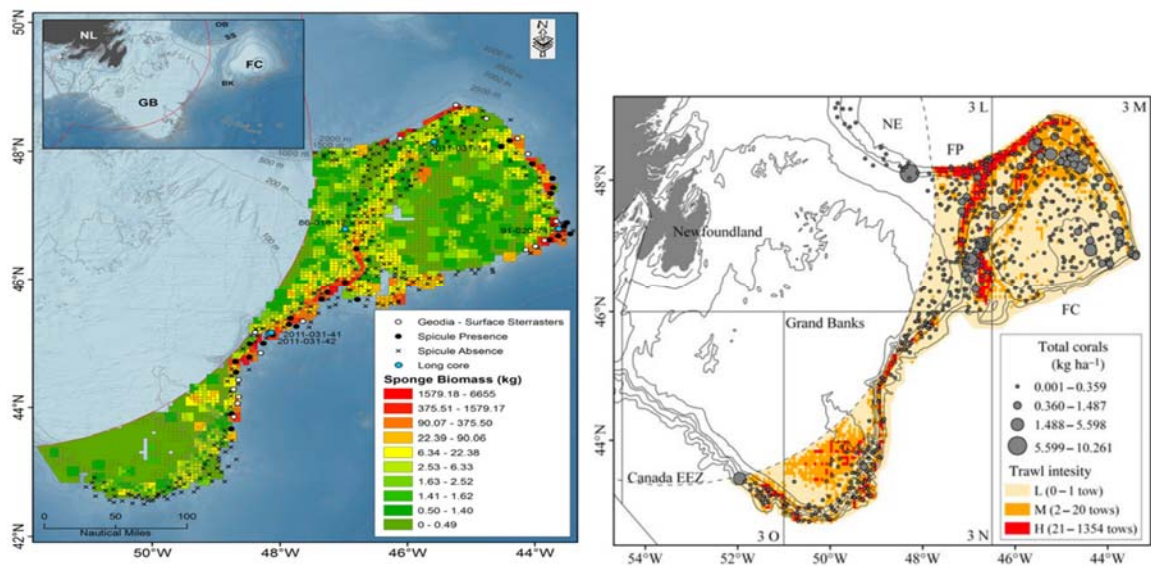 50°N
48°N
46°N
44°N
42°N
50°W
48°W
46°W
44°W
NL
OB
SS
FC
BK
GB
N
2000 m
2500 m
1000 m
500 m
200 m
100 m
2011-031-14
2011-031-41
2011-031-42
Geodia - Surface Sterrasters
Spicule Presence
Spicule Absence
Long core
Sponge Biomass (kg)
1579.18 - 6655
375.51 - 1579.17
90.07 - 375.50
22.39 - 90.06
6.34 - 22.38
2.53 - 6.33
1.63 - 2.52
1.41 - 1.62
0.50 - 1.40
0 - 0.49
0 50 100
Nautical Miles
3 L
3 M
NE
FP
48°N
Newfoundland
46°N
Grand Banks
FC
44°N
Canada EEZ
3 O
3 N
54°W
52°W
50°W
48°W
46°W
44°W
Total corals
(kg ha⁻¹)
0.001–0.359
0.360–1.487
1.488–5.598
5.599–10.261
Trawl intesity
L (0–1 tow)
M (2–20 tows)
H (21–1354 tows)